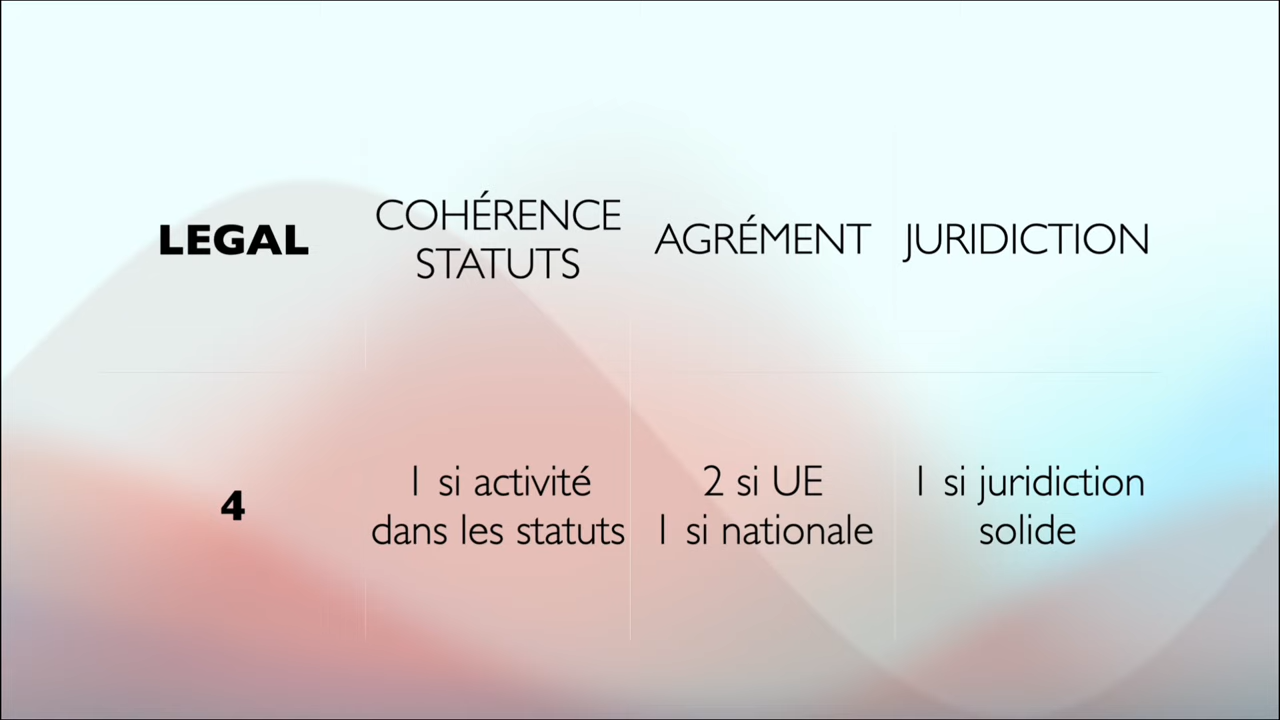 LEGAL
COHÉRENCE
STATUTS
AGRÉMENT
JURIDICTION
4
1 si activité
dans les statuts
2 si UE
1 si nationale
1 si juridiction
solide